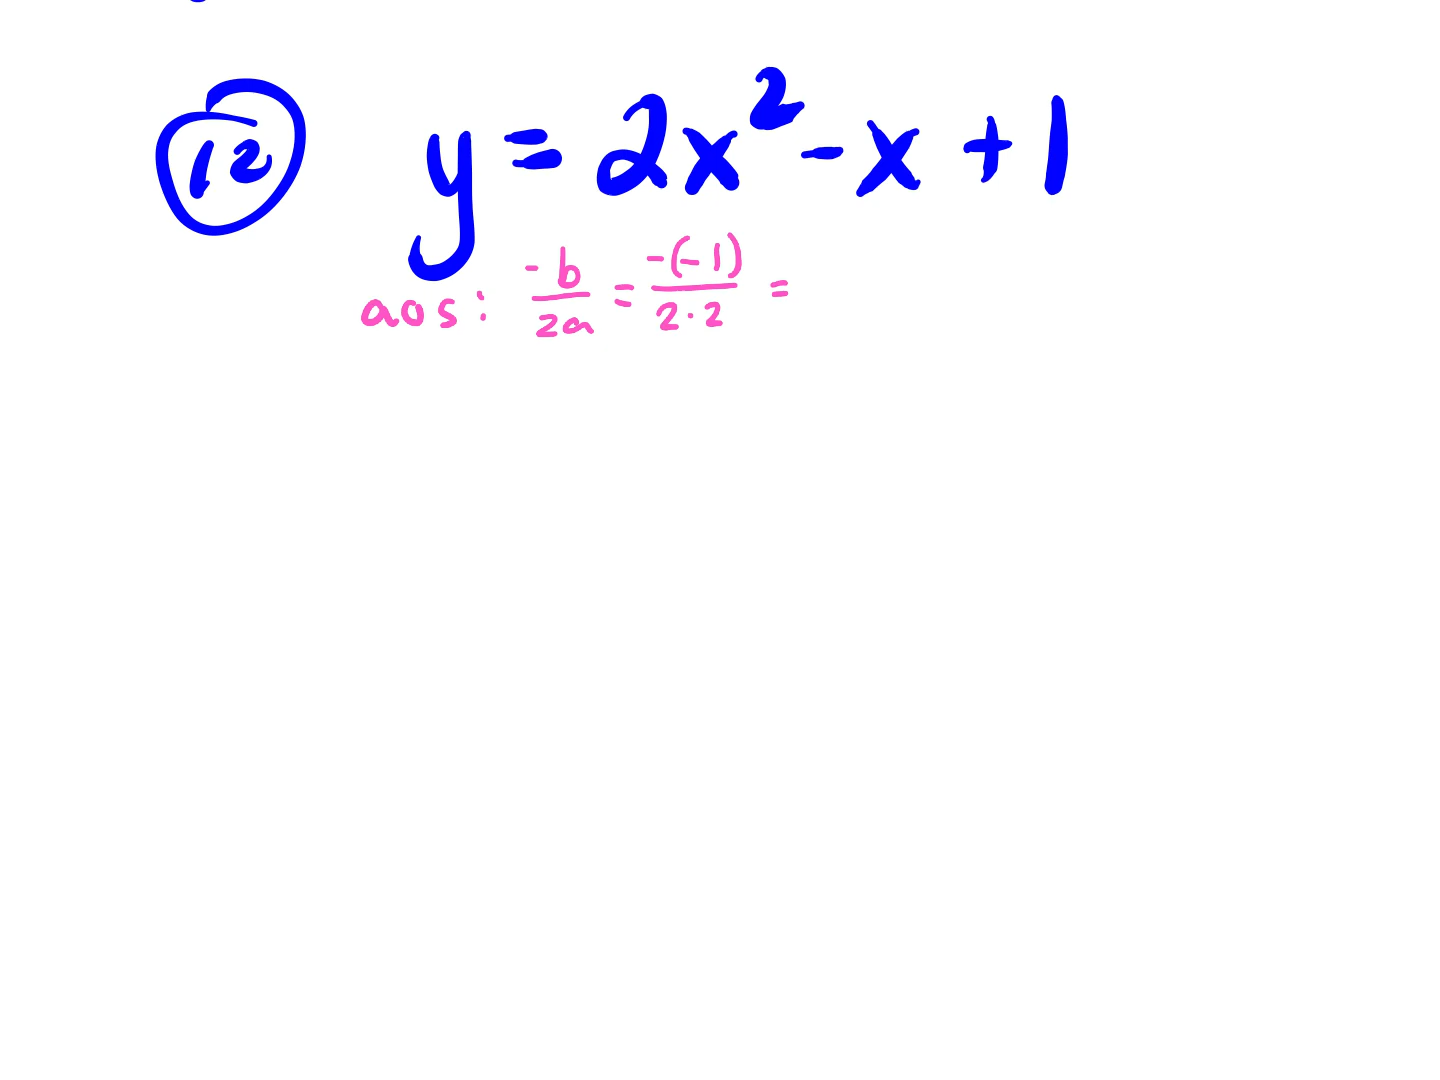 12 y = 2x² - x + 1
aos: -b/2a = -(-1)/2·2 =